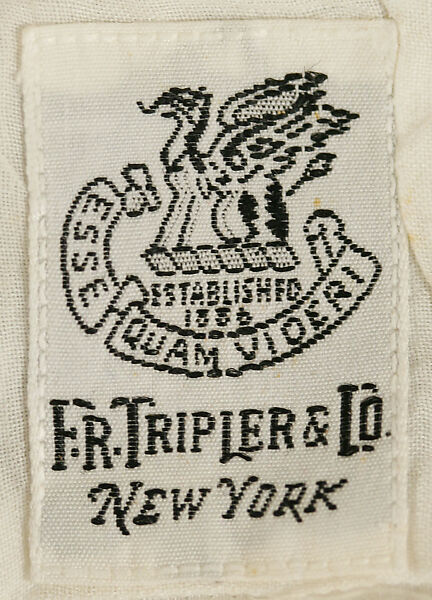 ESSE QUAM VIDERI
ESTABLISHED
1886
F.R. TRIPLER & CO.
NEW YORK